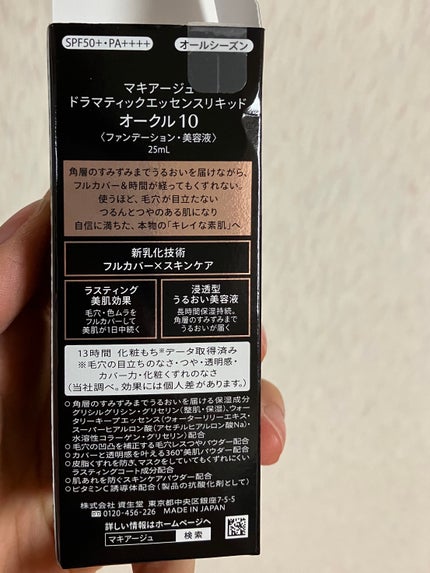 SPF50+・PA++++ オールシーズン
マキアージュ
ドラマティックエッセンスリキッド
オークル10
〈ファンデーション・美容液〉
25mL
角層のすみずみまでうるおいを届けながら、
フルカバー&時間が経ってもくずれない。
使うほど、毛穴が目立たない
つるんとつやのある肌になり
自信に満ちた、本物の「キレイな素肌」へ
新乳化技術
フルカバー×スキンケア
ラスティング
美肌効果
毛穴・色ムラを
フルカバーして
美肌が1日中続く
浸透型
うるおい美容液
長時間保湿持続。
角層のすみずみまで
うるおいが届く
13時間 化粧もち※データ取得済み
※毛穴の目立ちのなさ・つや・透明感・
カバー力・化粧くずれのなさ
(当社調べ。効果には個人差があります。)
○角層のすみずみまでうるおいを届ける保湿成分
グリシルグリシン・グリセリン(整肌・保湿)、ウォー
ターキープエッセンス(ウォーターリリーエキス・
スーパーヒアルロン酸(アセチルヒアルロン酸Na)・
水溶性コラーゲン・グリセリン)配合
○毛穴の凹凸を補正する毛穴レスつやパウダー配合
○カバーと透明感を叶える360°美肌パウダー配合
○皮脂くずれを防ぎ、マスクをしていてもくずれにくい
ラスティングコート成分配合
○肌あれを防ぐスキンケアパウダー配合
○ビタミンC誘導体配合(製品の抗酸化剤として)
株式会社 資生堂 東京都中央区銀座7-5-5
0120-456-226 MADE IN JAPAN
詳しい情報はホームページへ
マキアージュ 検索